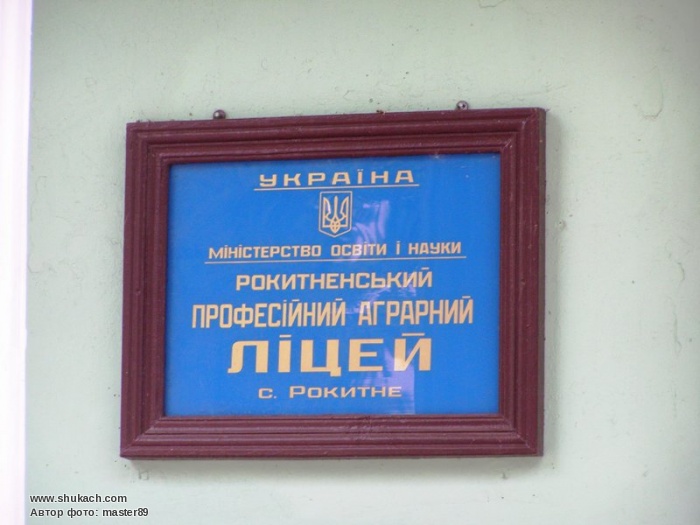 УКРАЇНА
МІНІСТЕРСТВО ОСВІТИ І НАУКИ
РОКИТНЕНСЬКИЙ
ПРОФЕСІЙНИЙ АГРАРНИЙ
ЛІЦЕЙ
с. РОКИТНЕ
www.shukach.com
Автор фото: master89